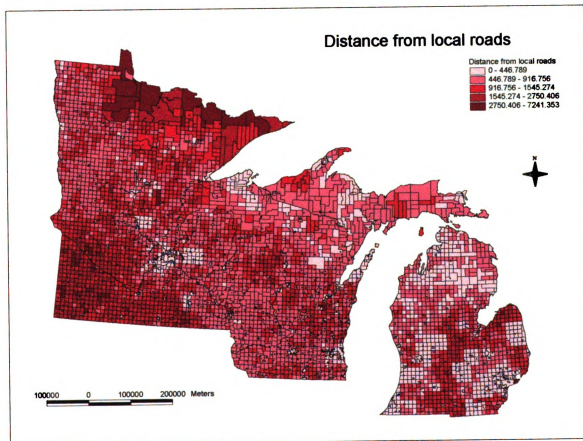 Distance from local roads
Distance from local roads
0 - 446.789
446.789 - 916.756
916.756 - 1545.274
1545.274 - 2750.406
2750.406 - 7241.353
N
100000 0 100000 200000 Meters